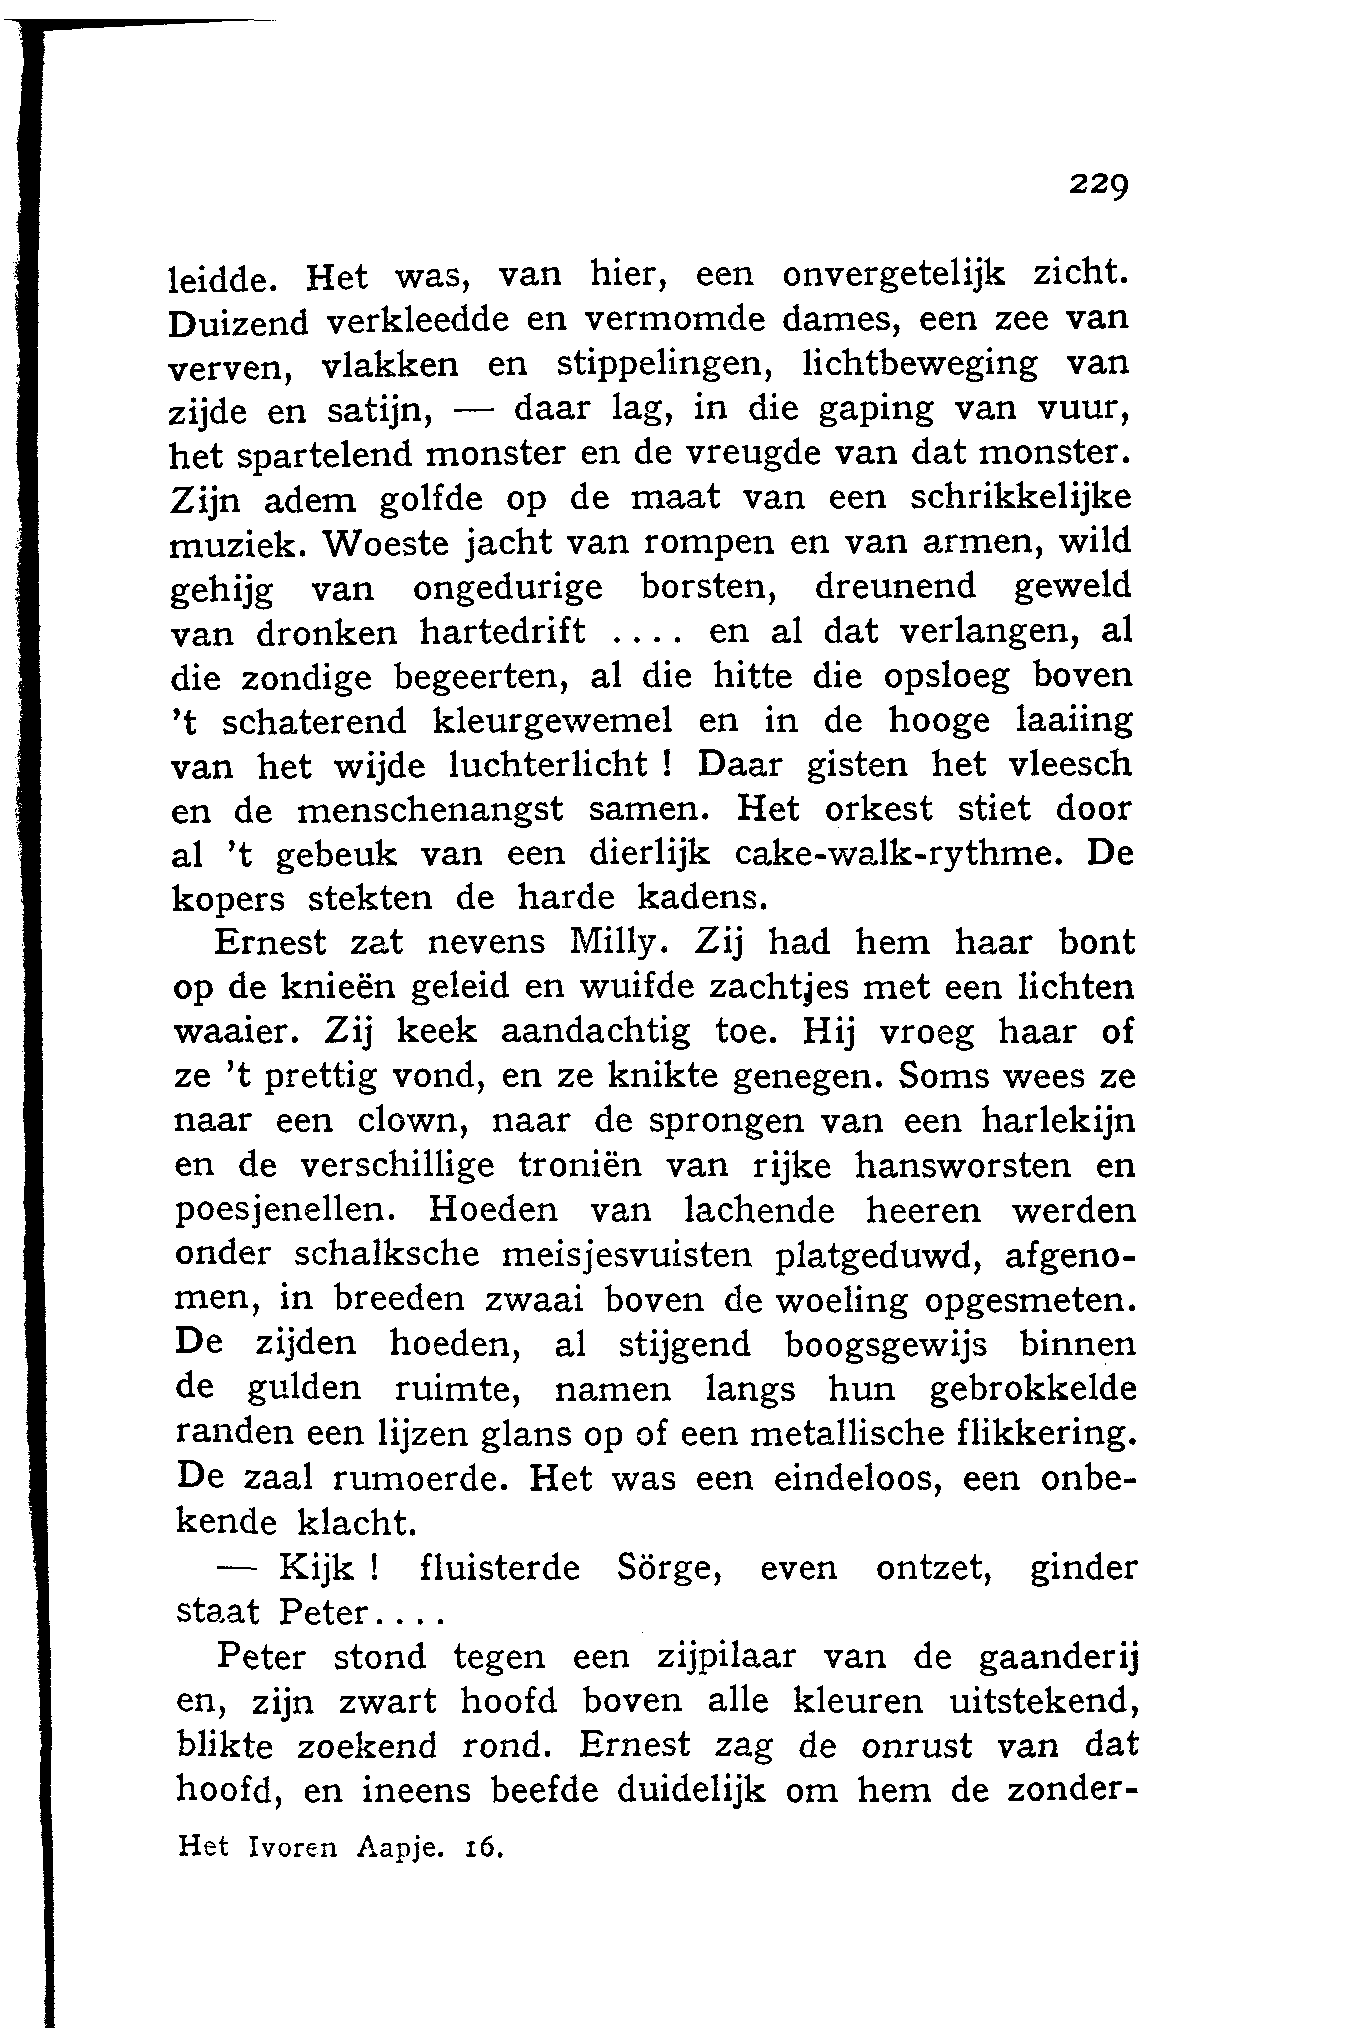 229
leidde. Het was, van hier, een onvergetelijk zicht.
Duizend verkleedde en vermomde dames, een zee van
verven, vlakken en stippelingen, lichtbeweging van
zijde en satijn, — daar lag, in die gaping van vuur,
het spartelend monster en de vreugde van dat monster.
Zijn adem golfde op de maat van een schrikkelijke
muziek. Woeste jacht van rompen en van armen, wild
gehijg van ongedurige borsten, dreunend geweld
van dronken hartedrift .... en al dat verlangen, al
die zondige begeerten, al die hitte die opsloeg boven
’t schaterend kleurgewemel en in de hooge laaiing
van het wijde luchterlicht ! Daar gisten het vleesch
en de menschenangst samen. Het orkest stiet door
al ’t gebeuk van een dierlijk cake-walk-rythme. De
kopers stekten de harde kadens.
Ernest zat nevens Milly. Zij had hem haar bont
op de knieën geleid en wuifde zachtjes met een lichten
waaier. Zij keek aandachtig toe. Hij vroeg haar of
ze ’t prettig vond, en ze knikte genegen. Soms wees ze
naar een clown, naar de sprongen van een harlekijn
en de verschillige troniën van rijke hansworsten en
poesjenellen. Hoeden van lachende heeren werden
onder schalksche meisjesvuisten platgeduwd, afgeno-
men, in breeden zwaai boven de woeling opgesmeten.
De zijden hoeden, al stijgend boogsgewijs binnen
de gulden ruimte, namen langs hun gebrokkelde
randen een lijzen glans op of een metallische flikkering.
De zaal rumoerde. Het was een eindeloos, een onbe-
kende klacht.
— Kijk ! fluisterde Sörge, even ontzet, ginder
staat Peter....
Peter stond tegen een zijpilaar van de gaanderij
en, zijn zwart hoofd boven alle kleuren uitstekend,
blikte zoekend rond. Ernest zag de onrust van dat
hoofd, en ineens beefde duidelijk om hem de zonder-
Het Ivoren Aapje. 16.